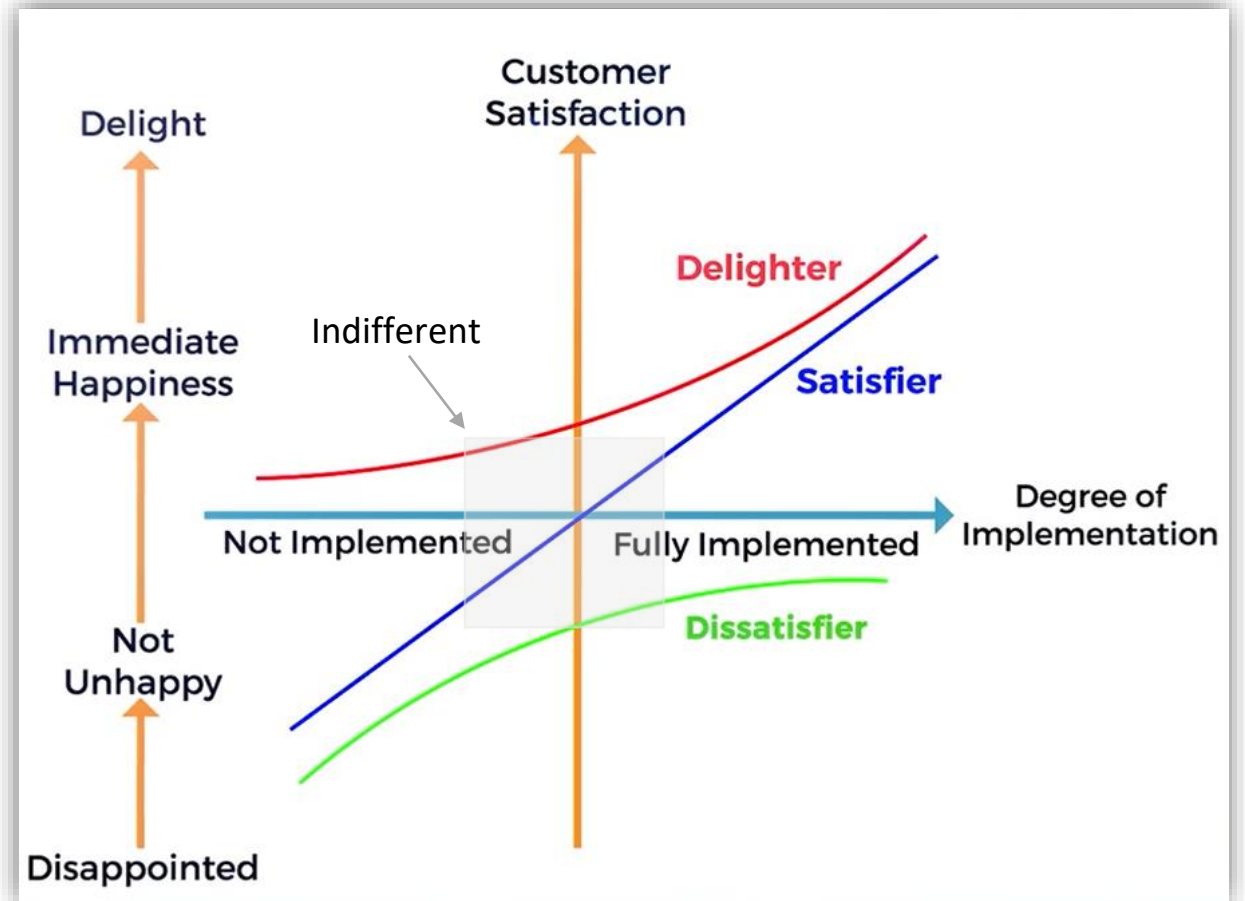 Customer
Satisfaction
Delight
Delighter
Indifferent
Immediate
Happiness
Satisfier
Degree of
Implementation
Not Implemented
Fully Implemented
Dissatisfier
Not
Unhappy
Disappointed